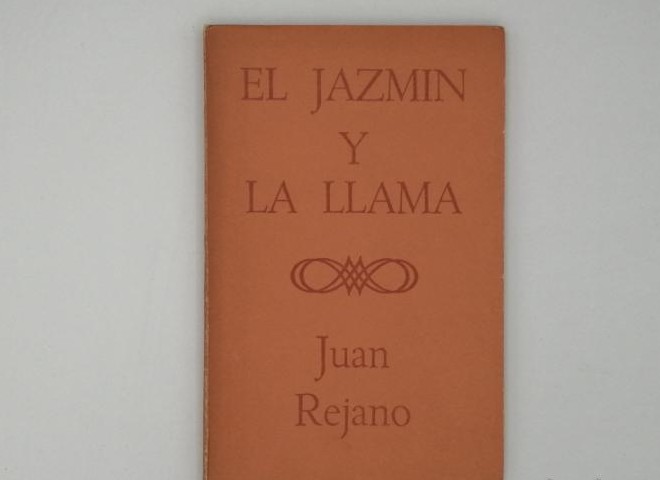 EL JAZMIN
Y
LA LLAMA
Juan
Rejano